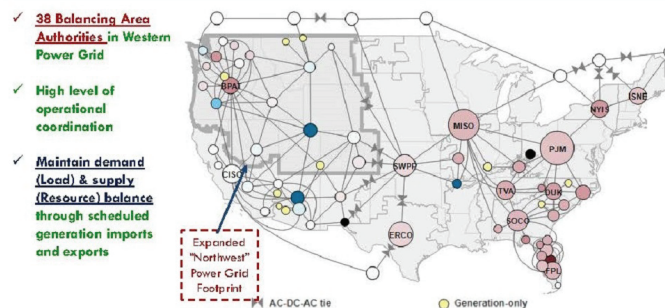 38 Balancing Area
Authorities in Western
Power Grid
High level of
operational
coordination
Maintain demand
(Load) & supply
(Resource) balance
through scheduled
generation imports
and exports
BPAT
CISO
SWPP
ERCO
MISO
PJM
NYIS
ISNE
TVA
DUK
SOCO
FPL
Expanded
"Northwest"
Power Grid
Footprint
AC-DC-AC tie
Generation-only